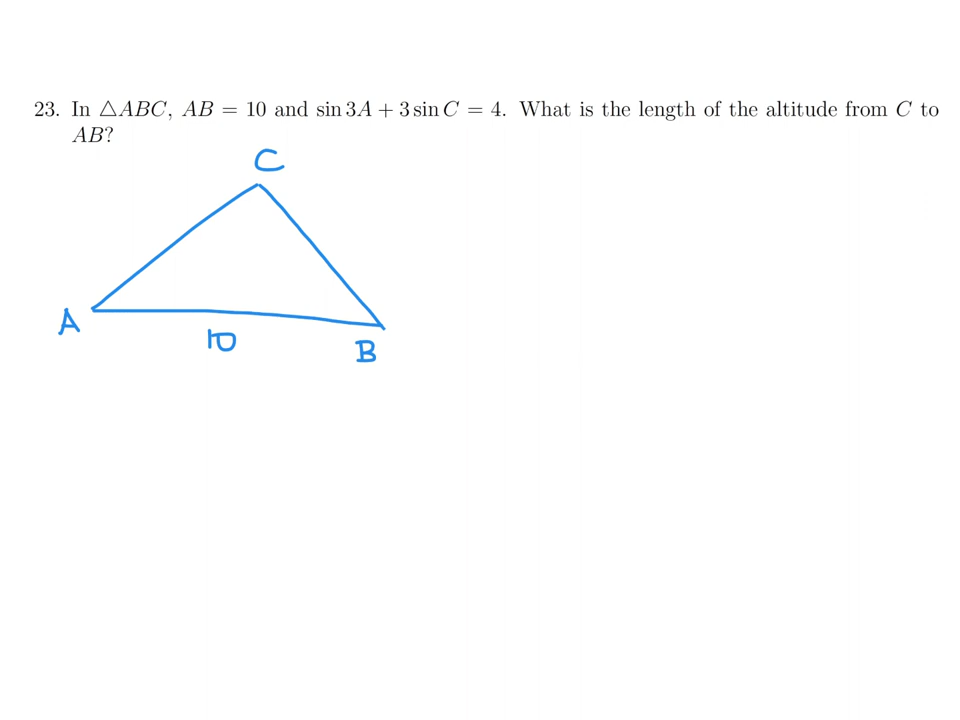 23. In △ABC, AB = 10 and sin 3A + 3 sin C = 4. What is the length of the altitude from C to
AB?
C
A
10
B